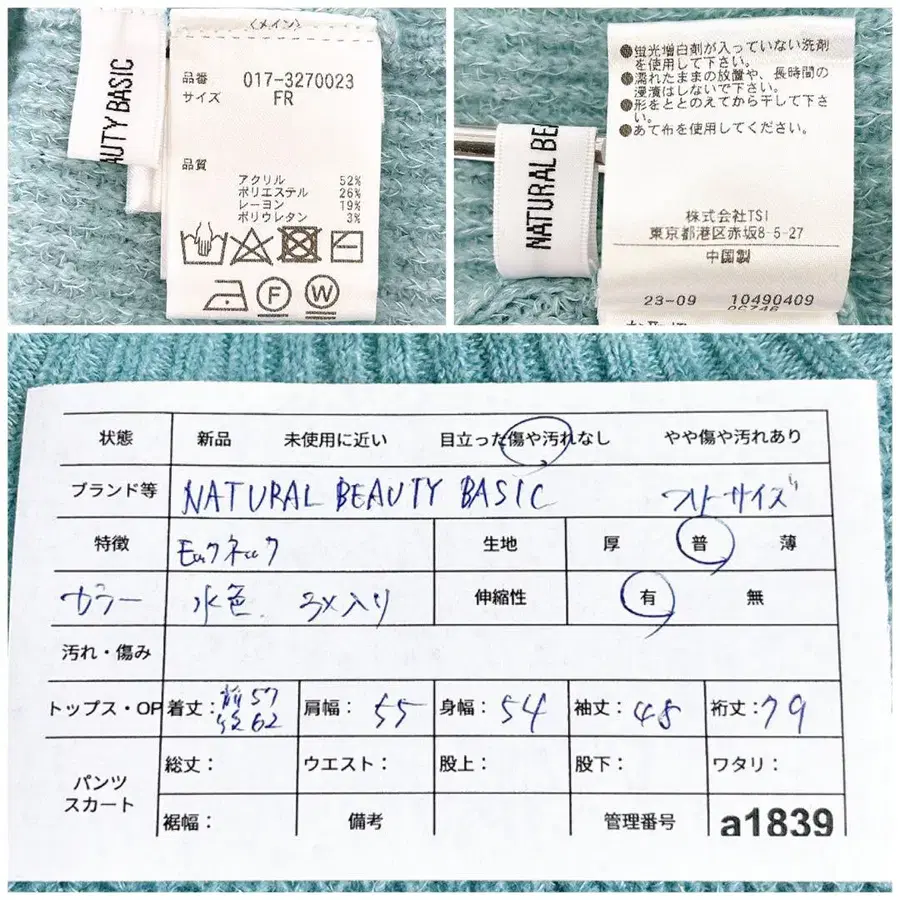 〈メイン〉
AUTY BASIC
品番 017-3270023
サイズ FR
品質
アクリル 52%
ポリエステル 26%
レーヨン 19%
ポリウレタン 3%
F W
NATURAL BE
●蛍光増白剤が入っていない洗剤
を使用して下さい。
●濡れたままの放置や、長時間の
浸漬はしないで下さい。
●形をととのえてから干して下さ
い。
●あて布を使用してください。
株式会社TSI
東京都港区赤坂8-5-27
中国製
23-09 10490409
状態 新品 未使用に近い 目立った傷や汚れなし やや傷や汚れあり
ブランド等 NATURAL BEAUTY BASIC フリーサイズ
特徴 モックネック 生地 厚 普 薄
カラー 水色 ラメ入り 伸縮性 有 無
汚れ・傷み
トップス・OP 着丈：前57 後62 肩幅：55 身幅：54 袖丈：48 裄丈：79
パンツ スカート 総丈： ウエスト： 股上： 股下： ワタリ：
裾幅： 備考 管理番号 a1839